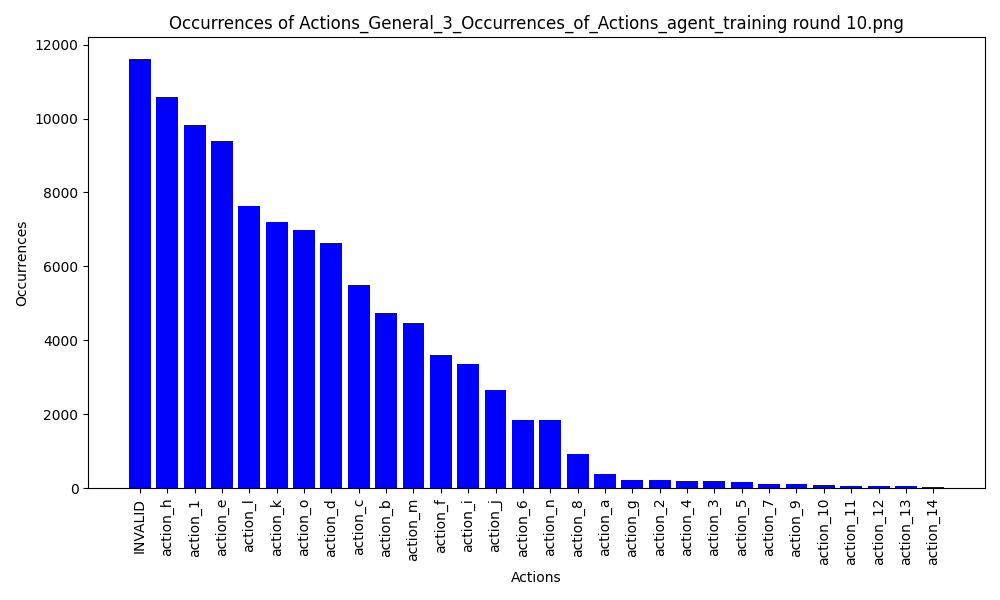 Occurrences of Actions_General_3_Occurrences_of_Actions_agent_training round 10.png
12000
10000
8000
6000
4000
2000
0
Occurrences
INVALID
action_h
action_1
action_e
action_l
action_k
action_o
action_d
action_c
action_b
action_m
action_f
action_i
action_j
action_6
action_n
action_8
action_a
action_g
action_2
action_4
action_3
action_5
action_7
action_9
action_10
action_11
action_12
action_13
action_14
Actions